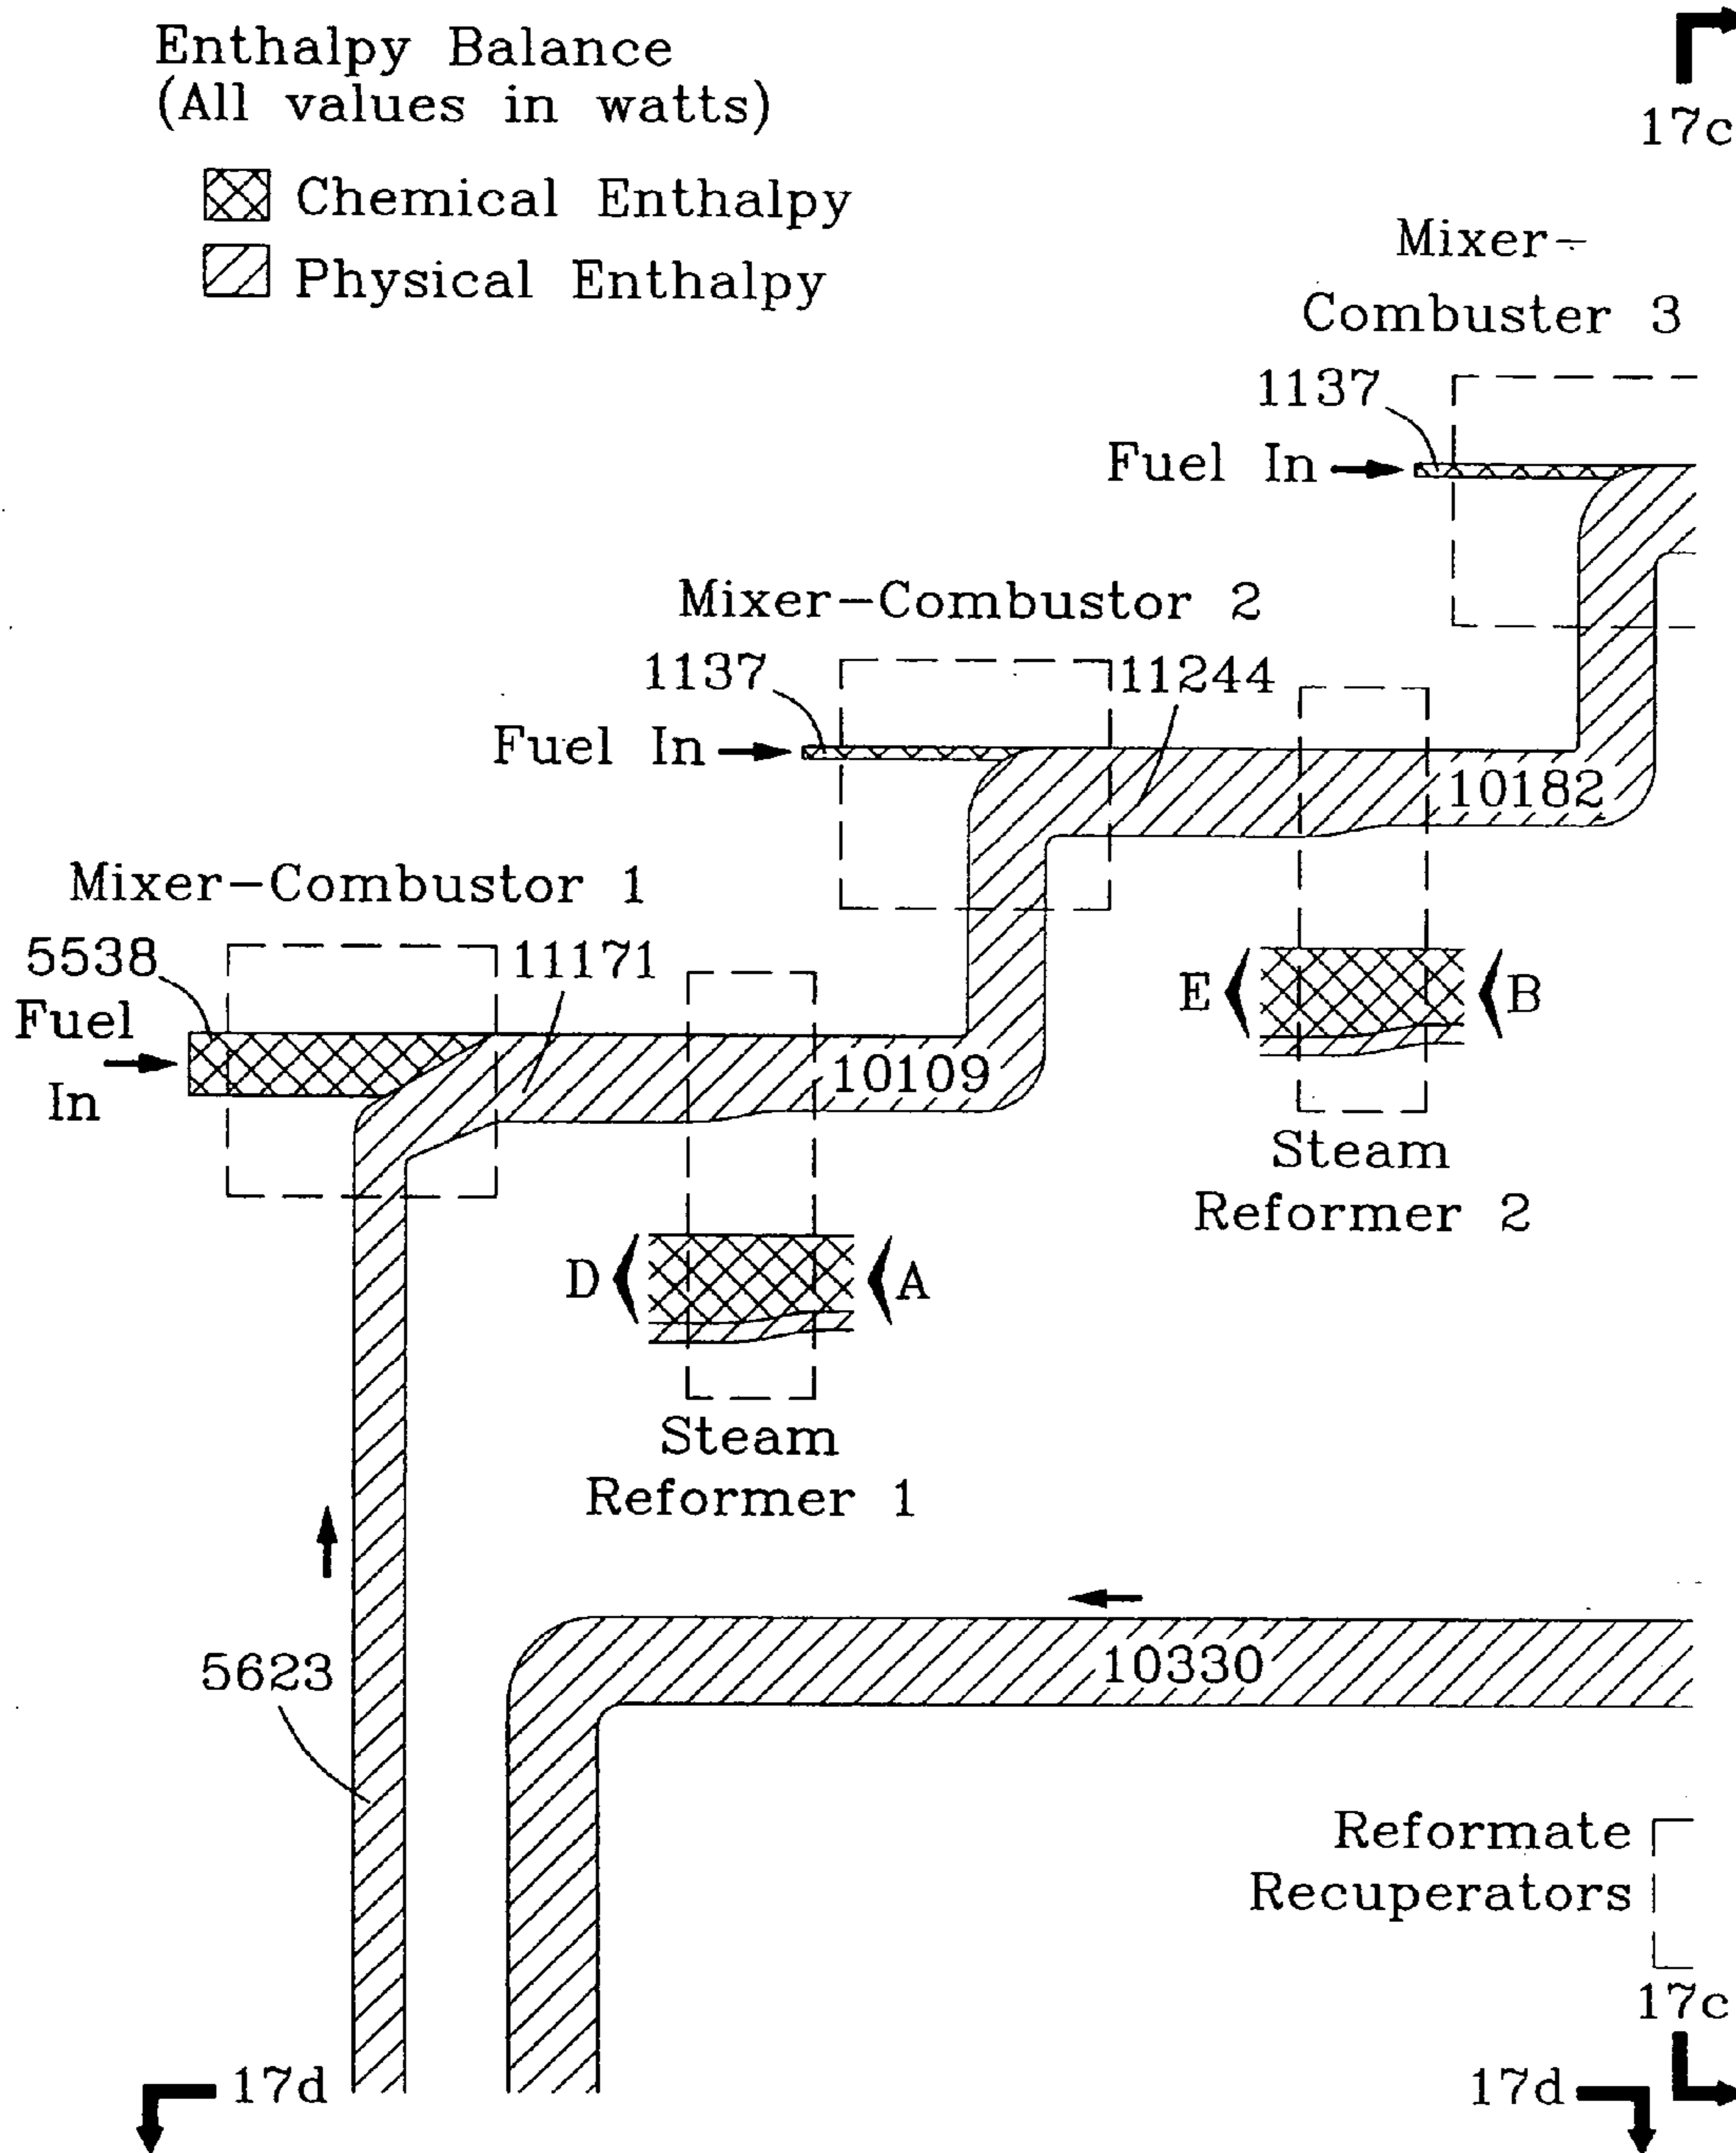 Enthalpy Balance
(All values in watts)
Chemical Enthalpy
Physical Enthalpy
17c
Mixer-
Combuster 3
1137
Fuel In
Mixer-Combustor 2
1137
11244
Fuel In
10182
Mixer-Combustor 1
5538
11171
Fuel
In
10109
E
B
Steam
Reformer 2
D
A
Steam
Reformer 1
10330
5623
Reformate
Recuperators
17c
17d
17d